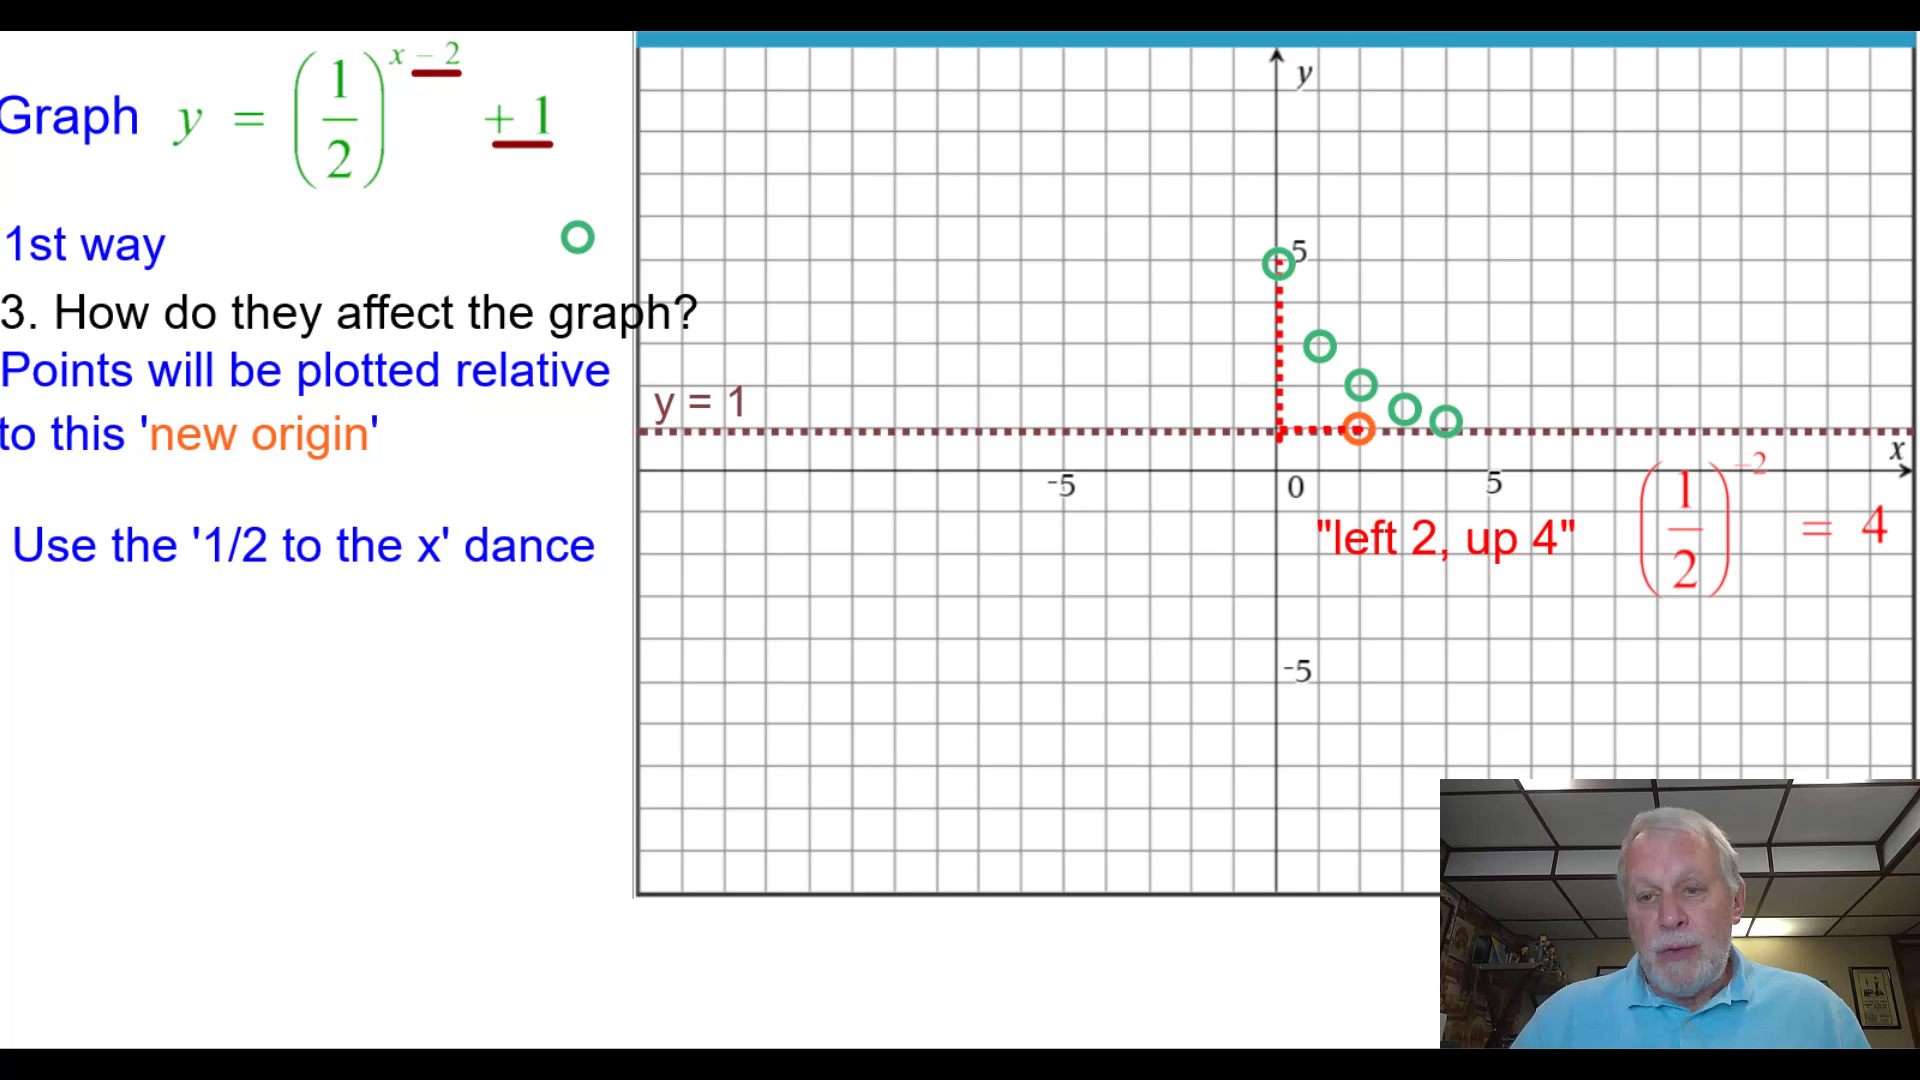 Graph y = (1/2)^(x − 2) + 1
1st way
3. How do they affect the graph?
Points will be plotted relative
to this 'new origin'
Use the '1/2 to the x' dance
y
5
y = 1
x
-5
0
5
"left 2, up 4"
(1/2)^(−2) = 4
-5